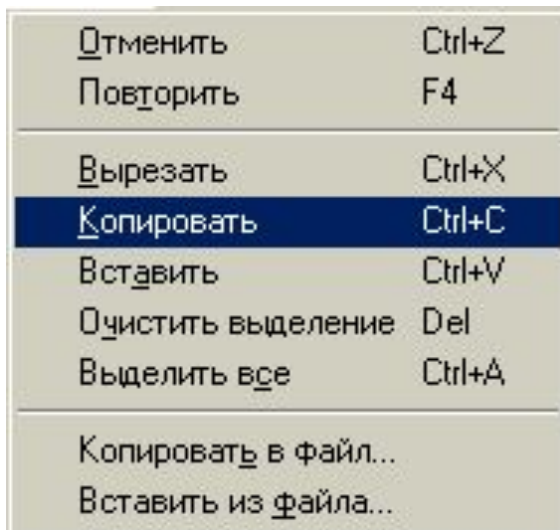 Отменить Ctrl+Z
Повторить F4
Вырезать Ctrl+X
Копировать Ctrl+C
Вставить Ctrl+V
Очистить выделение Del
Выделить все Ctrl+A
Копировать в файл...
Вставить из файла...